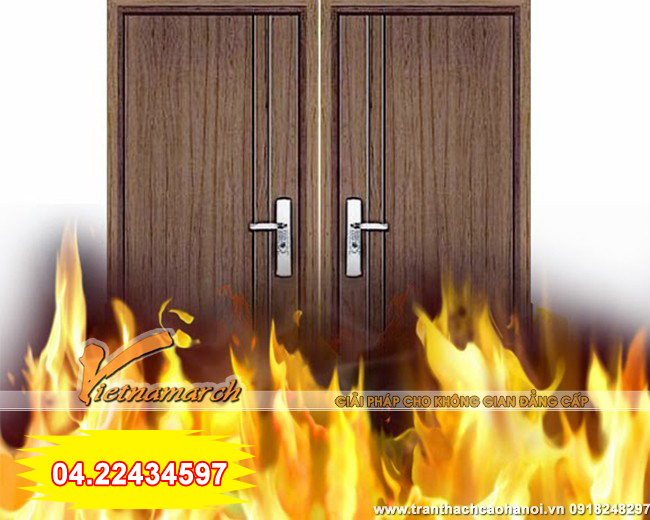 Vietnamarch
GIẢI PHÁP CHO KHÔNG GIAN ĐẲNG CẤP
04.22434597
www.tranthachcaohanoi.vn 0918248297